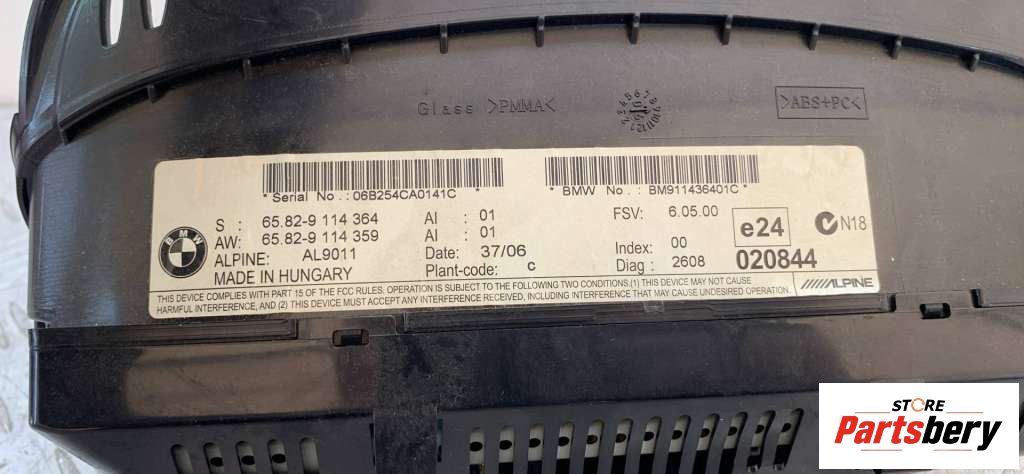 Glass >PMMA<
>ABS+PC<
* Serial No.: 06B254CA0141C *
* BMW No.: BM911436401C *
BMW
S : 65.82-9 114 364 AI : 01
AW: 65.82-9 114 359 AI : 01
ALPINE: AL9011 Date: 37/06
MADE IN HUNGARY Plant-code: c
FSV: 6.05.00
Index: 00
Diag: 2608
e24
020844
N18
THIS DEVICE COMPLIES WITH PART 15 OF THE FCC RULES. OPERATION IS SUBJECT TO THE FOLLOWING TWO CONDITIONS,(1) THIS DEVICE MAY NOT CAUSE
HARMFUL INTERFERENCE, AND (2) THIS DEVICE MUST ACCEPT ANY INTERFERENCE RECEIVED, INCLUDING INTERFERENCE THAT MAY CAUSE UNDESIRED OPERATION.
ALPINE
STORE
Partsbery